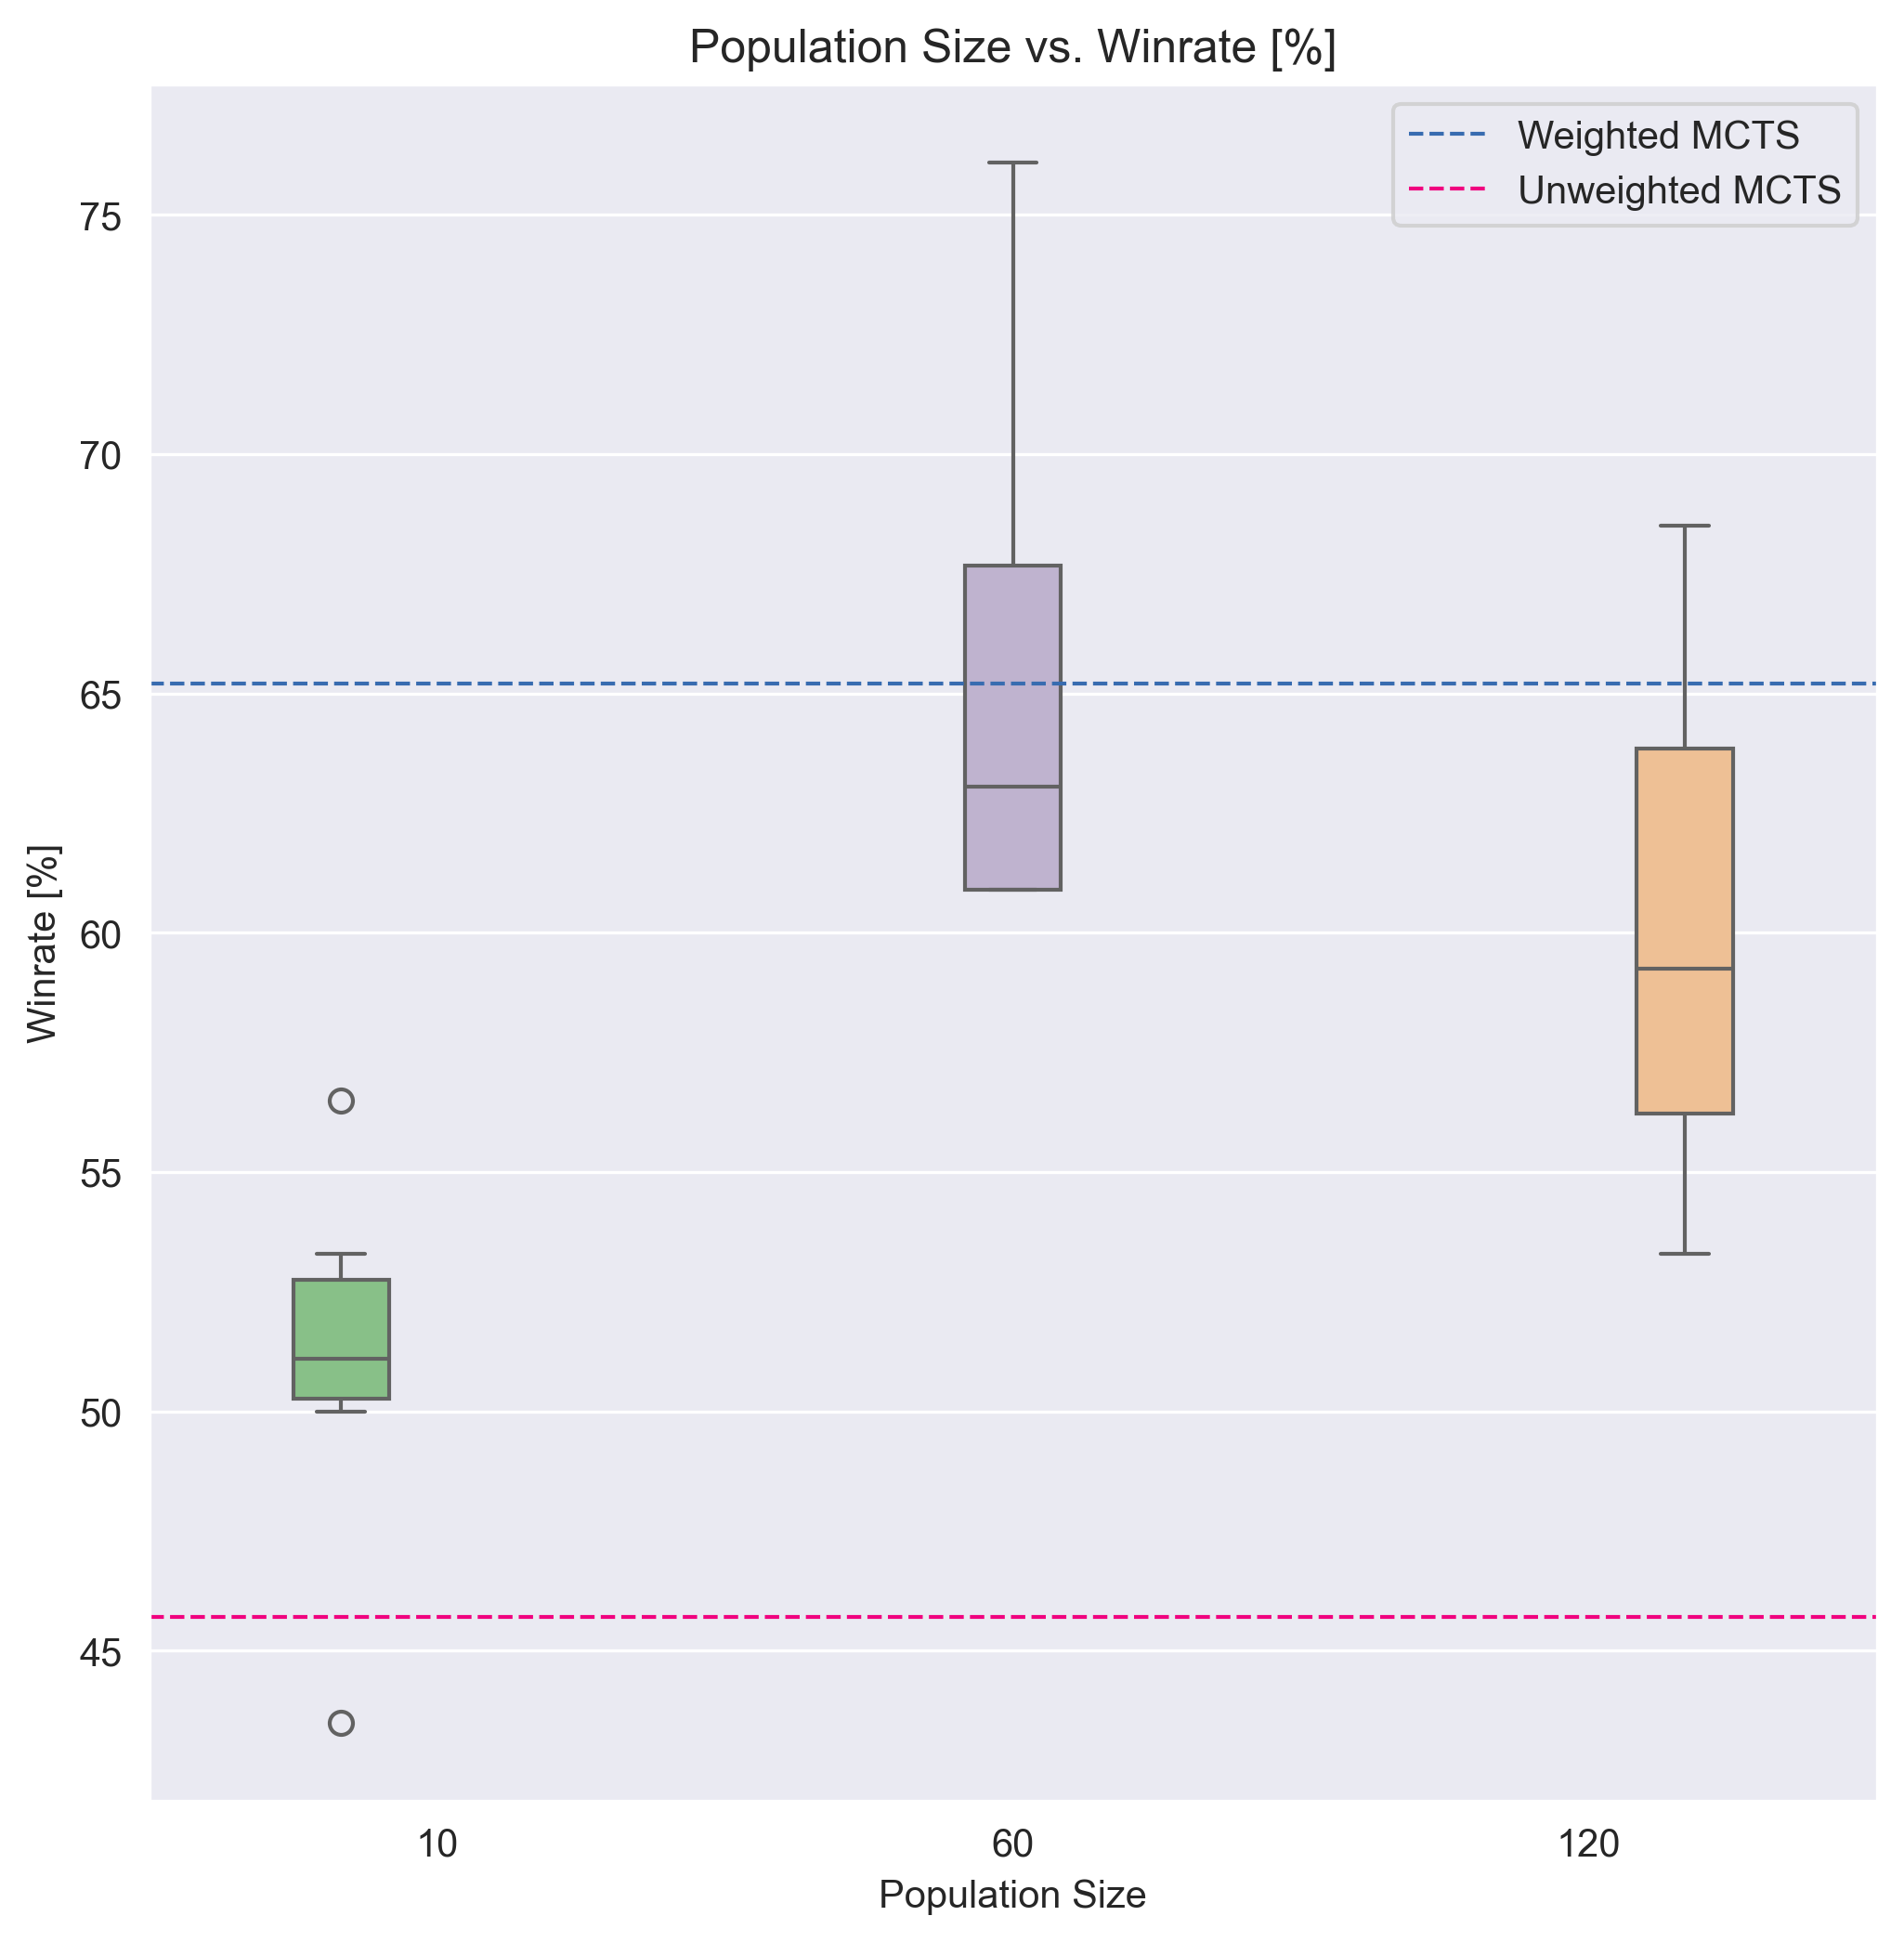 Population Size vs. Winrate [%]
Weighted MCTS
Unweighted MCTS
75
70
65
60
55
50
45
Winrate [%]
10
60
120
Population Size